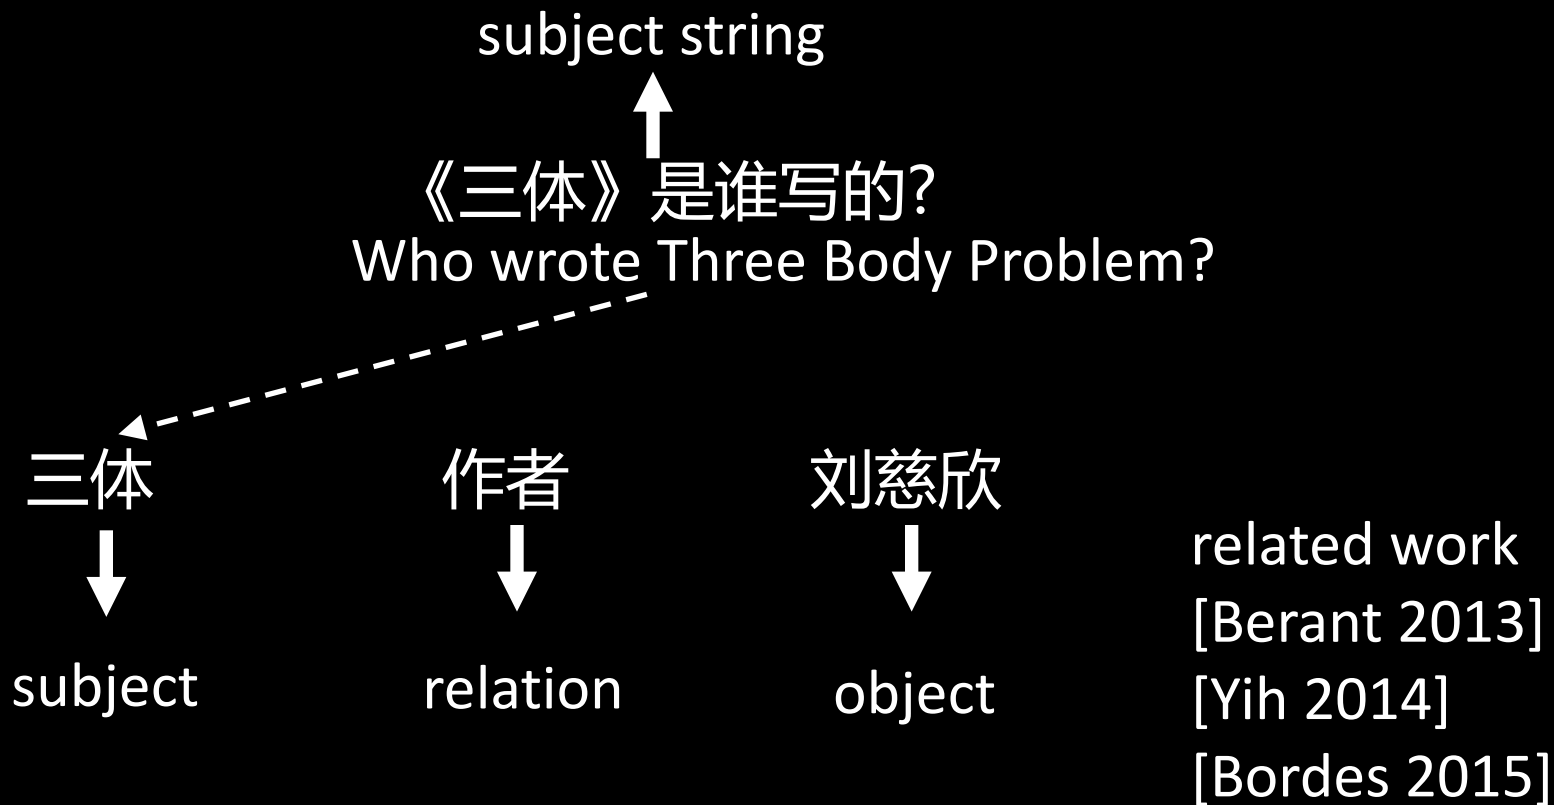 subject string
《三体》是谁写的?
Who wrote Three Body Problem?
三体
作者
刘慈欣
subject
relation
object
related work
[Berant 2013]
[Yih 2014]
[Bordes 2015]